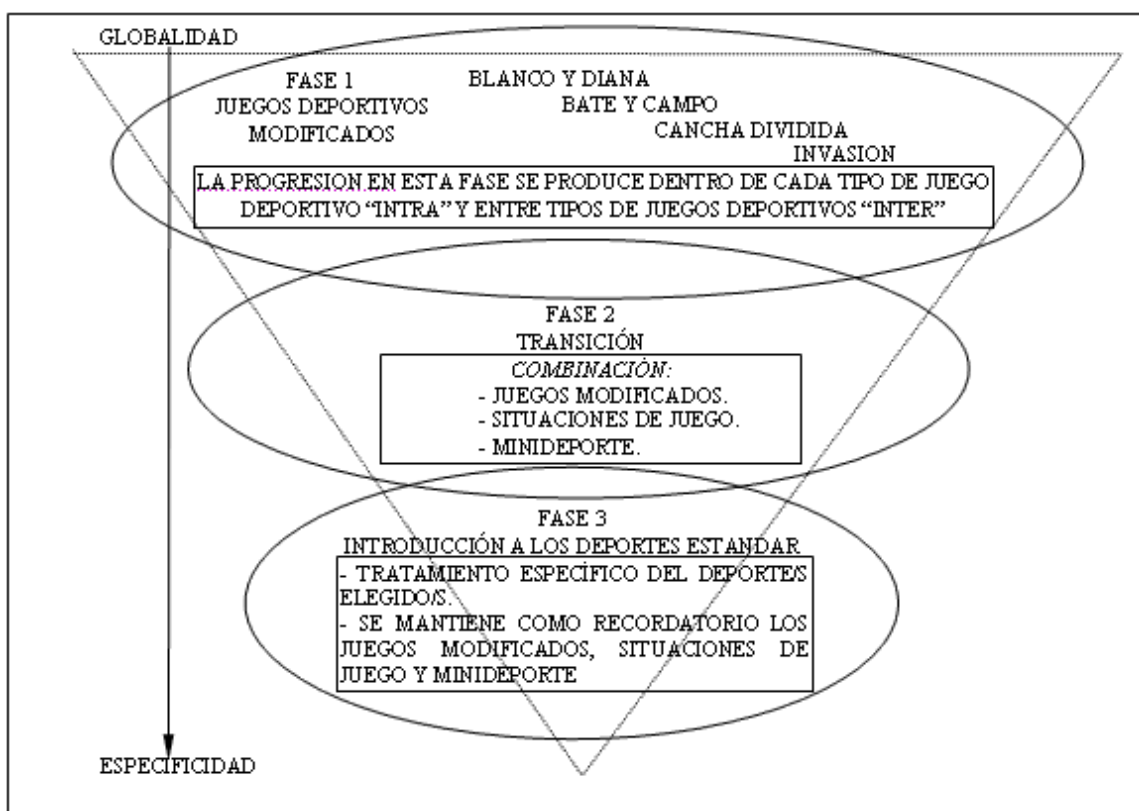 GLOBALIDAD
FASE 1
JUEGOS DEPORTIVOS
MODIFICADOS
BLANCO Y DIANA
BATE Y CAMPO
CANCHA DIVIDIDA
INVASION
LA PROGRESION EN ESTA FASE SE PRODUCE DENTRO DE CADA TIPO DE JUEGO
DEPORTIVO “INTRA” Y ENTRE TIPOS DE JUEGOS DEPORTIVOS “INTER”
FASE 2
TRANSICIÓN
COMBINACIÓN:
- JUEGOS MODIFICADOS.
- SITUACIONES DE JUEGO.
- MINIDEPORTE.
FASE 3
INTRODUCCIÓN A LOS DEPORTES ESTANDAR
- TRATAMIENTO ESPECÍFICO DEL DEPORTE/S
ELEGIDO/S.
- SE MANTIENE COMO RECORDATORIO LOS
JUEGOS MODIFICADOS, SITUACIONES DE
JUEGO Y MINIDEPORTE
ESPECIFICIDAD